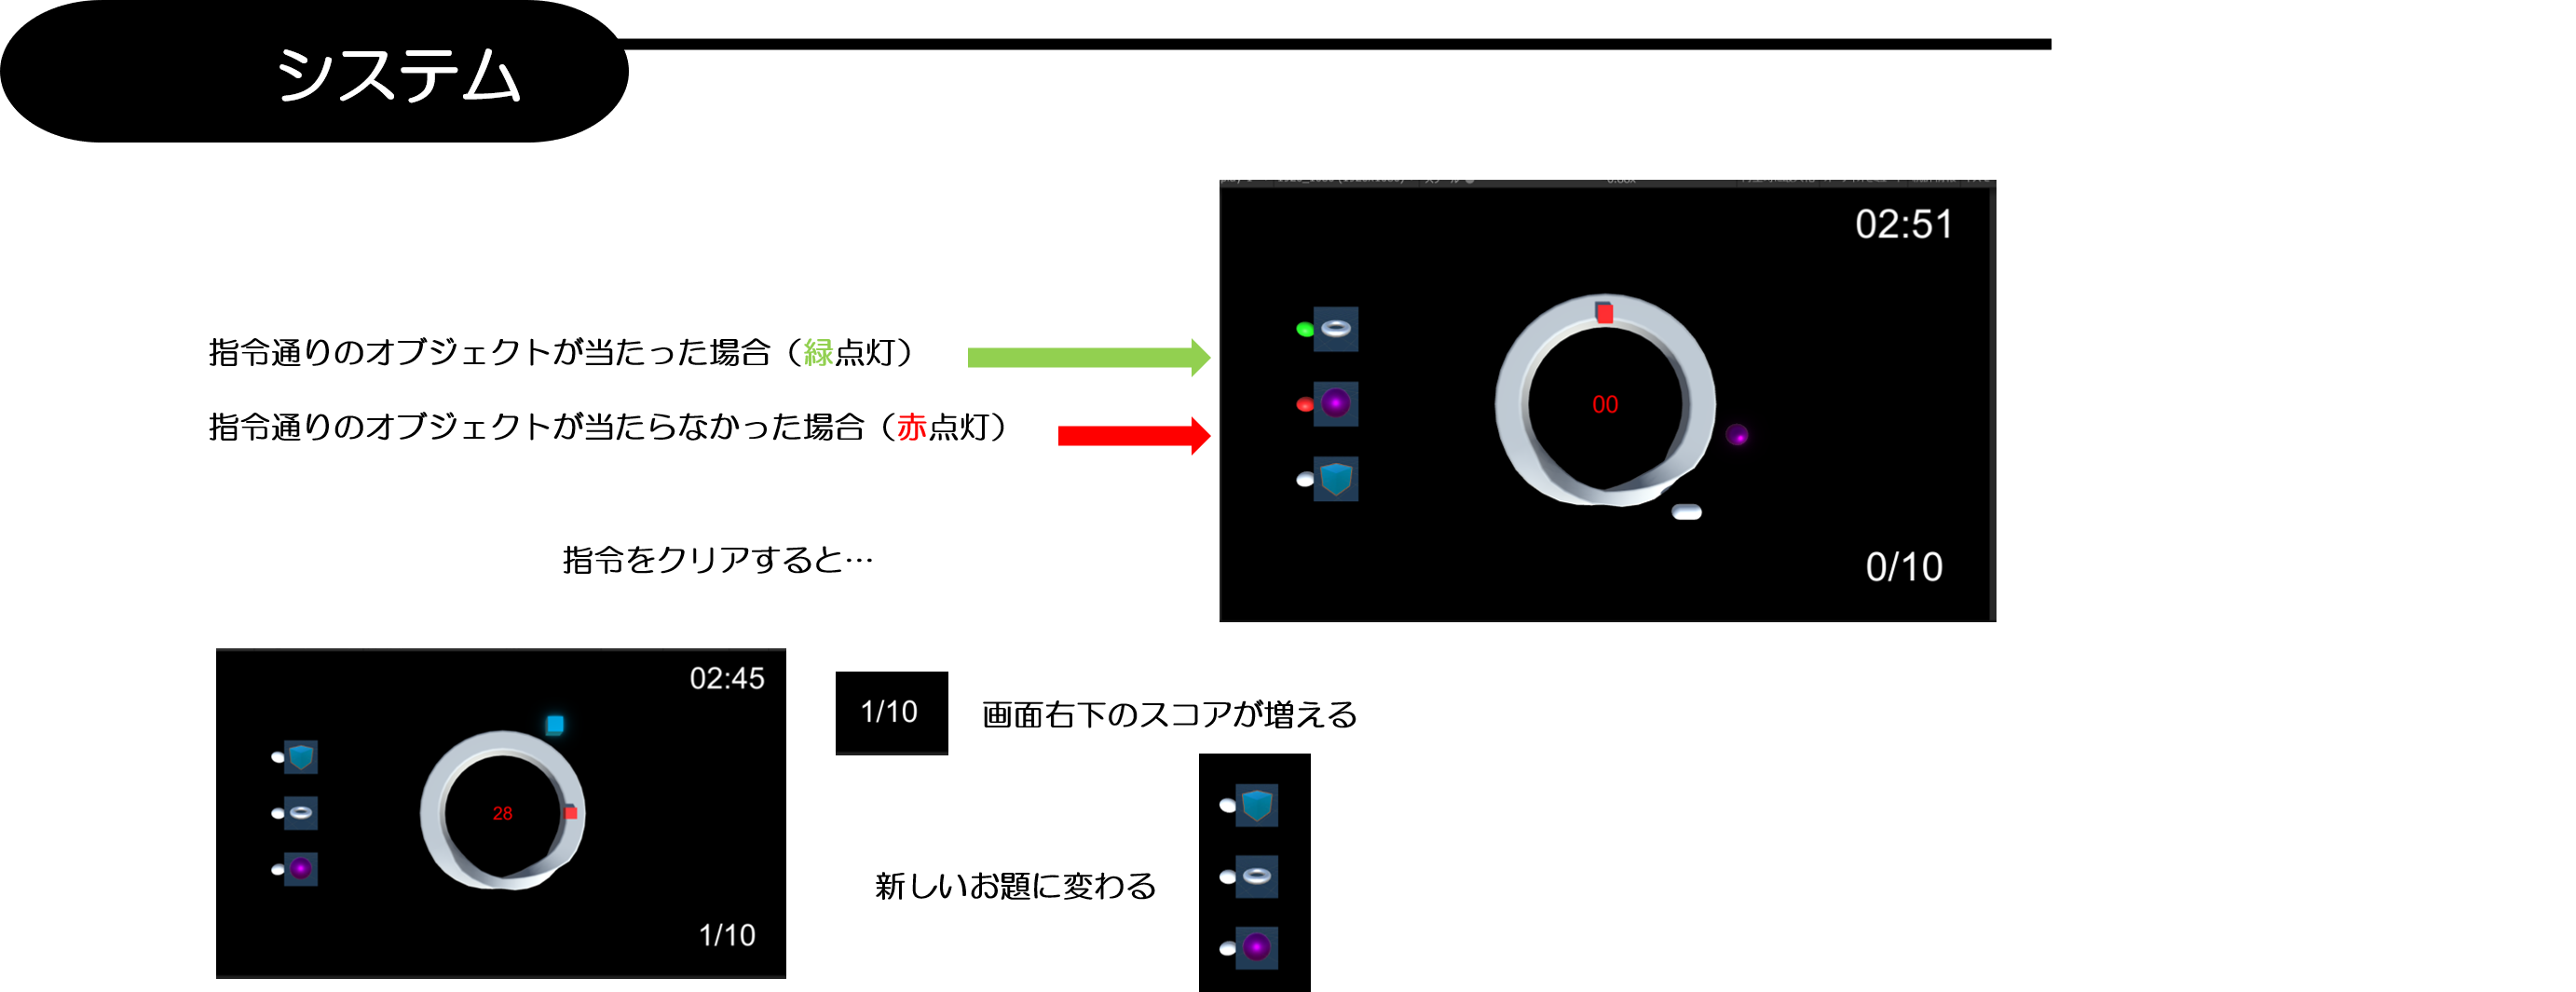 システム
02:51
指令通りのオブジェクトが当たった場合（緑点灯）
00
指令通りのオブジェクトが当たらなかった場合（赤点灯）
指令をクリアすると…
0/10
02:45
28
1/10
1/10
画面右下のスコアが増える
新しいお題に変わる